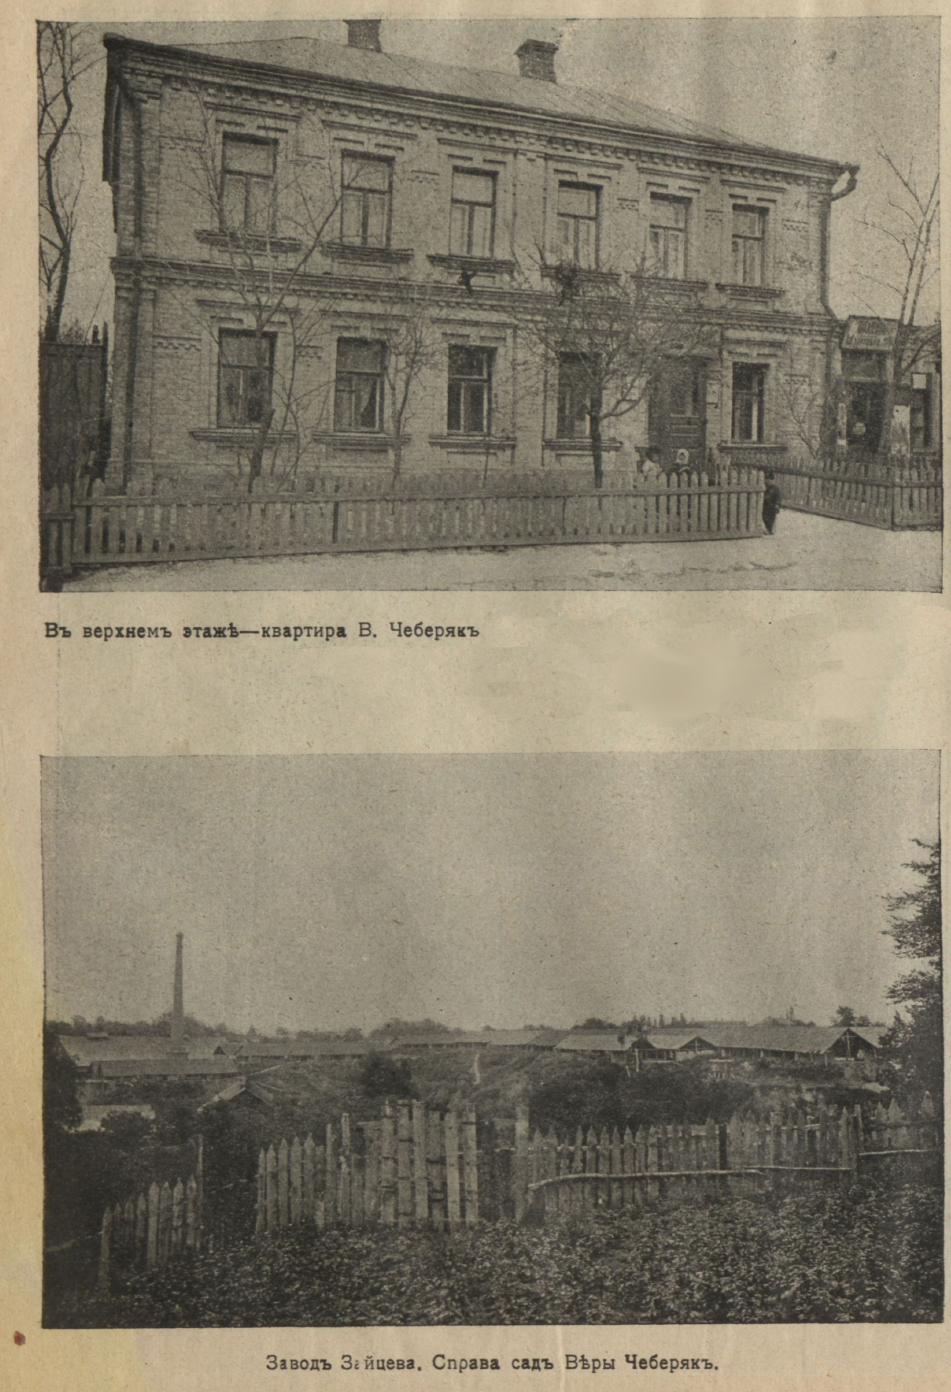 Въ верхнемъ этажѣ—квартира В. Чеберякъ
Заводъ Зайцева. Справа садъ Вѣры Чеберякъ.